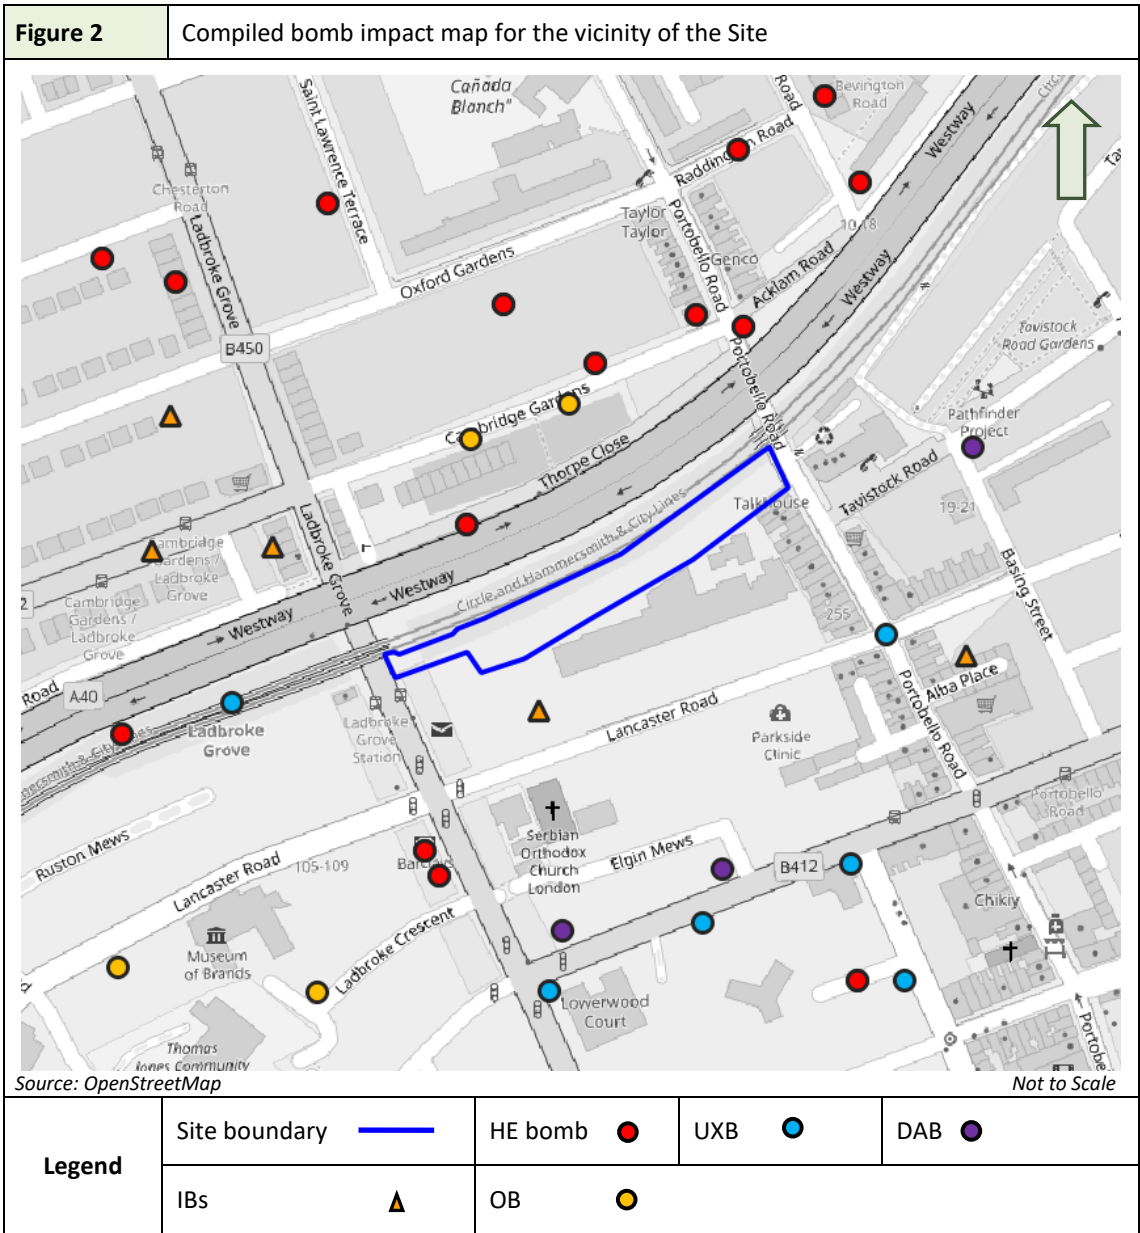 Figure 2
Compiled bomb impact map for the vicinity of the Site
Cañada
Blanch"
Saint Lawrence Terrace
Road
Bevington
Road
Circ
Westway
Raddington Road
Chesterton
Road
Ladbroke Grove
Taylor
Taylor
Portobello Road
10-18
Genco
Oxford Gardens
Acklam Road
Westway
Tavistock
Road Gardens
B450
Portobello Road
Cambridge Gardens
Pathfinder
Project
Thorpe Close
Tavistock Road
Talkhouse
19-21
Ladbroke Grove
Cambridge
Gardens /
Ladbroke
Grove
Circle and Hammersmith & City Lines
Basing Street
Westway
Cambridge
Gardens /
Ladbroke
Grove
2
Westway
255
Road
A40
Alba Place
Portobello Road
Ladbroke
Grove
Ladbroke
Grove
Station
Lancaster Road
Parkside
Clinic
mersmith & City Lines
Portobello
Road
Ruston Mews
Serbian
Orthodox
Church
London
Elgin Mews
Barclays
105-109
B412
Lancaster Road
Chikiy
Ladbroke Crescent
Museum
of Brands
Lowerwood
Court
Portobe
Thomas
Jones Community
Source: OpenStreetMap
Not to Scale
Legend
Site boundary
HE bomb
UXB
DAB
IBs
OB